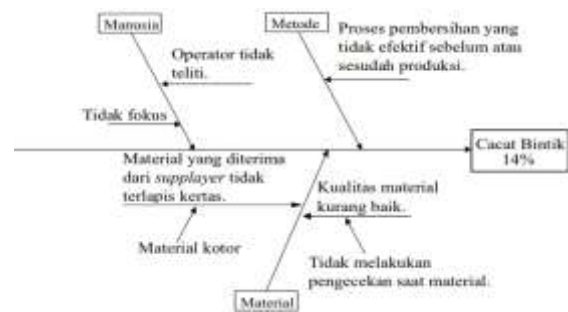 Manusia
Metode
Operator tidak
teliti.
Proses pembersihan yang
tidak efektif sebelum atau
sesudah produksi.
Tidak fokus
Cacat Bintik
14%
Material yang diterima
dari supplayer tidak
terlapis kertas.
Kualitas material
kurang baik.
Material kotor
Tidak melakukan
pengecekan saat material.
Material